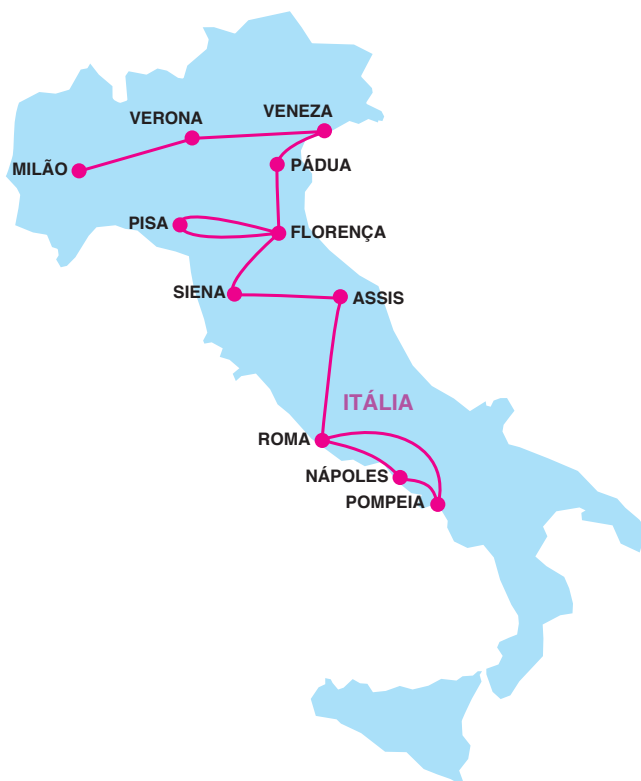 VENEZA
VERONA
MILÃO
PÁDUA
PISA
FLORENÇA
SIENA
ASSIS
ITÁLIA
ROMA
NÁPOLES
POMPEIA